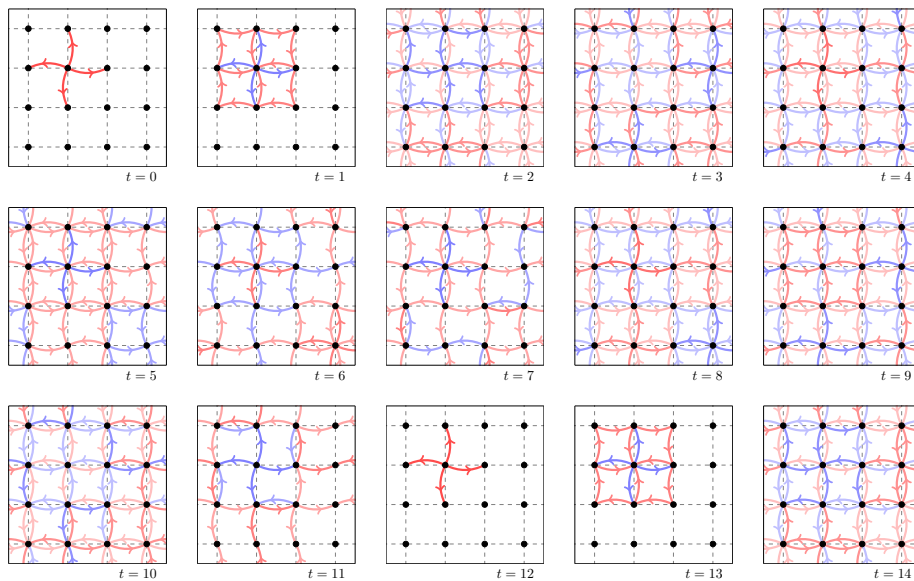 t = 0
t = 1
t = 2
t = 3
t = 4
t = 5
t = 6
t = 7
t = 8
t = 9
t = 10
t = 11
t = 12
t = 13
t = 14